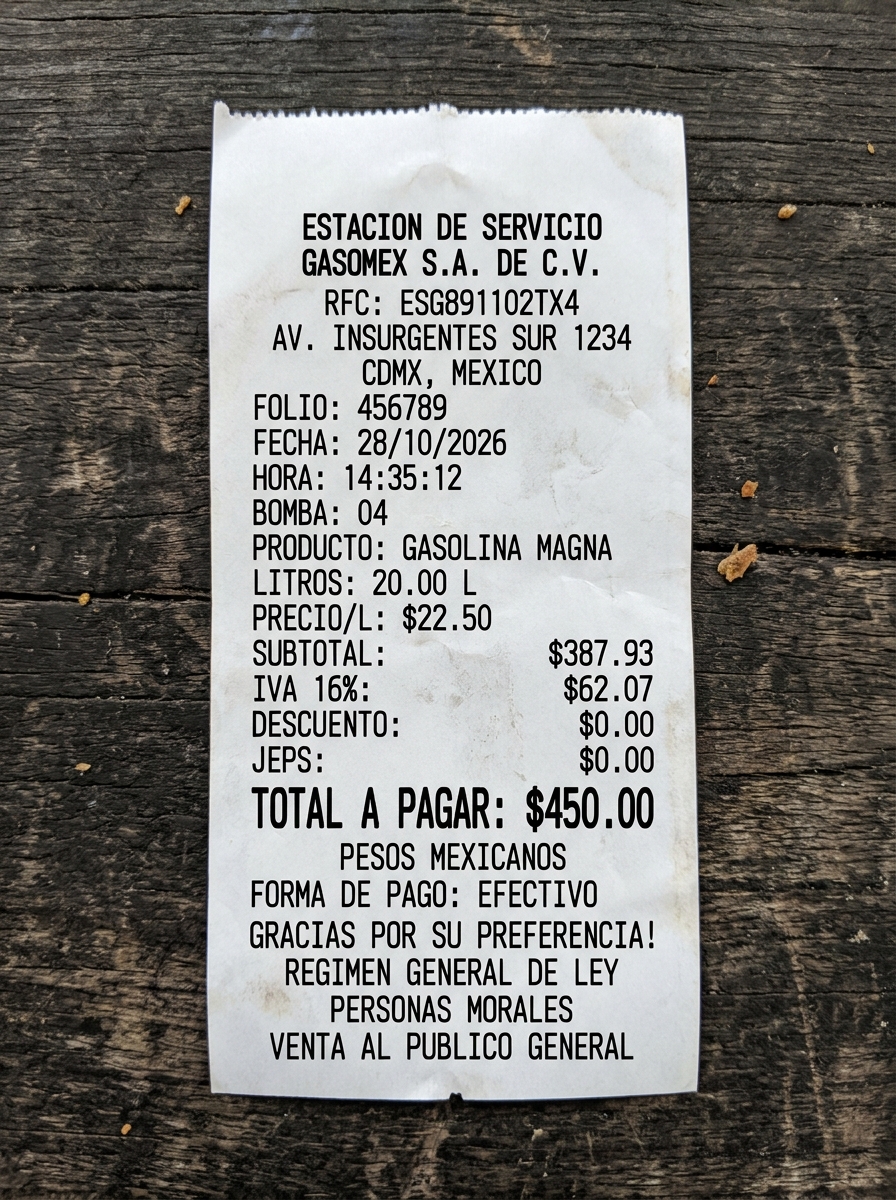 ESTACION DE SERVICIO
GASOMEX S.A. DE C.V.
RFC: ESG891102TX4
AV. INSURGENTES SUR 1234
CDMX, MEXICO
FOLIO: 456789
FECHA: 28/10/2026
HORA: 14:35:12
BOMBA: 04
PRODUCTO: GASOLINA MAGNA
LITROS: 20.00 L
PRECIO/L: $22.50
SUBTOTAL: $387.93
IVA 16%: $62.07
DESCUENTO: $0.00
JEPS: $0.00
TOTAL A PAGAR: $450.00
PESOS MEXICANOS
FORMA DE PAGO: EFECTIVO
GRACIAS POR SU PREFERENCIA!
REGIMEN GENERAL DE LEY
PERSONAS MORALES
VENTA AL PUBLICO GENERAL